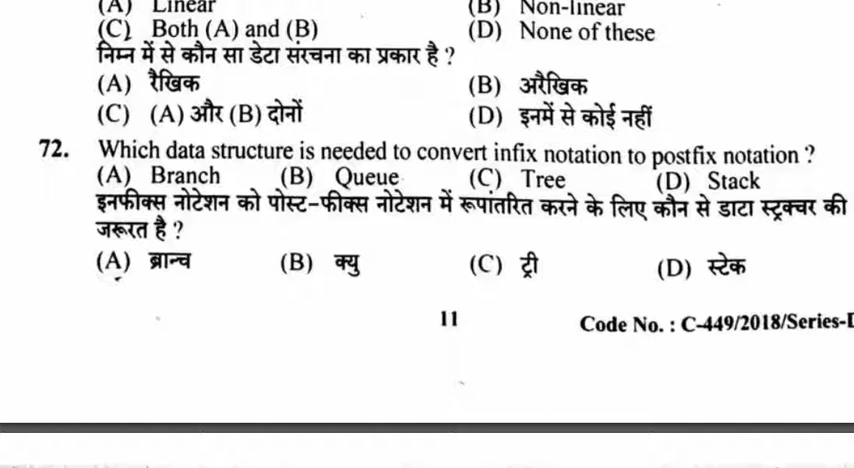 (A) Linear (B) Non-linear
(C) Both (A) and (B) (D) None of these
निम्न में से कौन सा डेटा संरचना का प्रकार है ?
(A) रैखिक (B) अरैखिक
(C) (A) और (B) दोनों (D) इनमें से कोई नहीं
72. Which data structure is needed to convert infix notation to postfix notation ?
(A) Branch (B) Queue (C) Tree (D) Stack
इनफीक्स नोटेशन को पोस्ट-फीक्स नोटेशन में रूपांतरित करने के लिए कौन से डाटा स्ट्रक्चर की
जरूरत है ?
(A) ब्रान्च (B) क्यु (C) ट्री (D) स्टेक
11 Code No. : C-449/2018/Series-